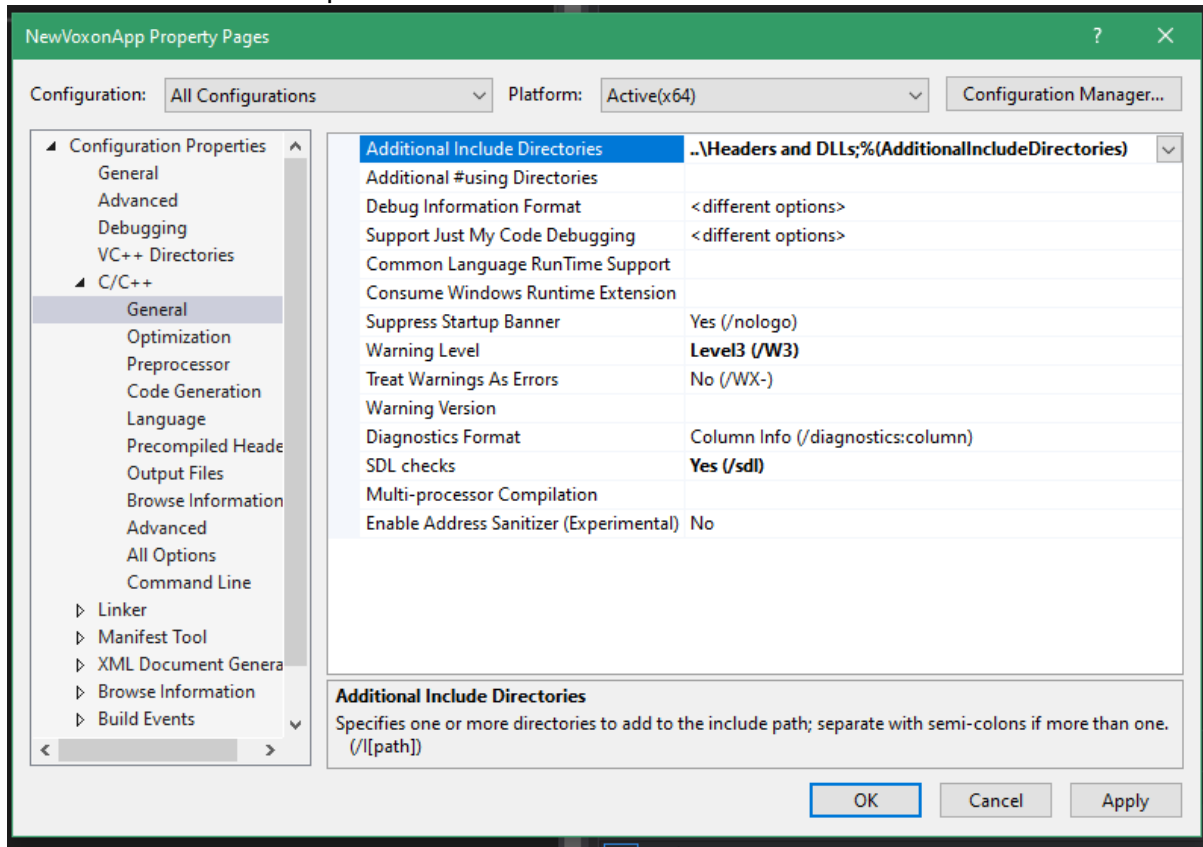 NewVoxonApp Property Pages ? ×
Configuration: All Configurations Platform: Active(x64) Configuration Manager...
Configuration Properties
General
Advanced
Debugging
VC++ Directories
C/C++
General
Optimization
Preprocessor
Code Generation
Language
Precompiled Heade
Output Files
Browse Information
Advanced
All Options
Command Line
Linker
Manifest Tool
XML Document Genera
Browse Information
Build Events
Additional Include Directories ..\Headers and DLLs;%(AdditionalIncludeDirectories)
Additional #using Directories
Debug Information Format <different options>
Support Just My Code Debugging <different options>
Common Language RunTime Support
Consume Windows Runtime Extension
Suppress Startup Banner Yes (/nologo)
Warning Level Level3 (/W3)
Treat Warnings As Errors No (/WX-)
Warning Version
Diagnostics Format Column Info (/diagnostics:column)
SDL checks Yes (/sdl)
Multi-processor Compilation
Enable Address Sanitizer (Experimental) No
Additional Include Directories
Specifies one or more directories to add to the include path; separate with semi-colons if more than one.
(/I[path])
OK Cancel Apply